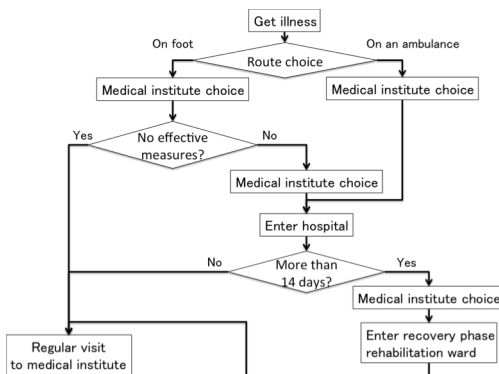 Get illness
On foot
On an ambulance
Route choice
Medical institute choice
Medical institute choice
Yes
No effective
measures?
No
Medical institute choice
Enter hospital
No
More than
14 days?
Yes
Medical institute choice
Regular visit
to medical institute
Enter recovery phase
rehabilitation ward